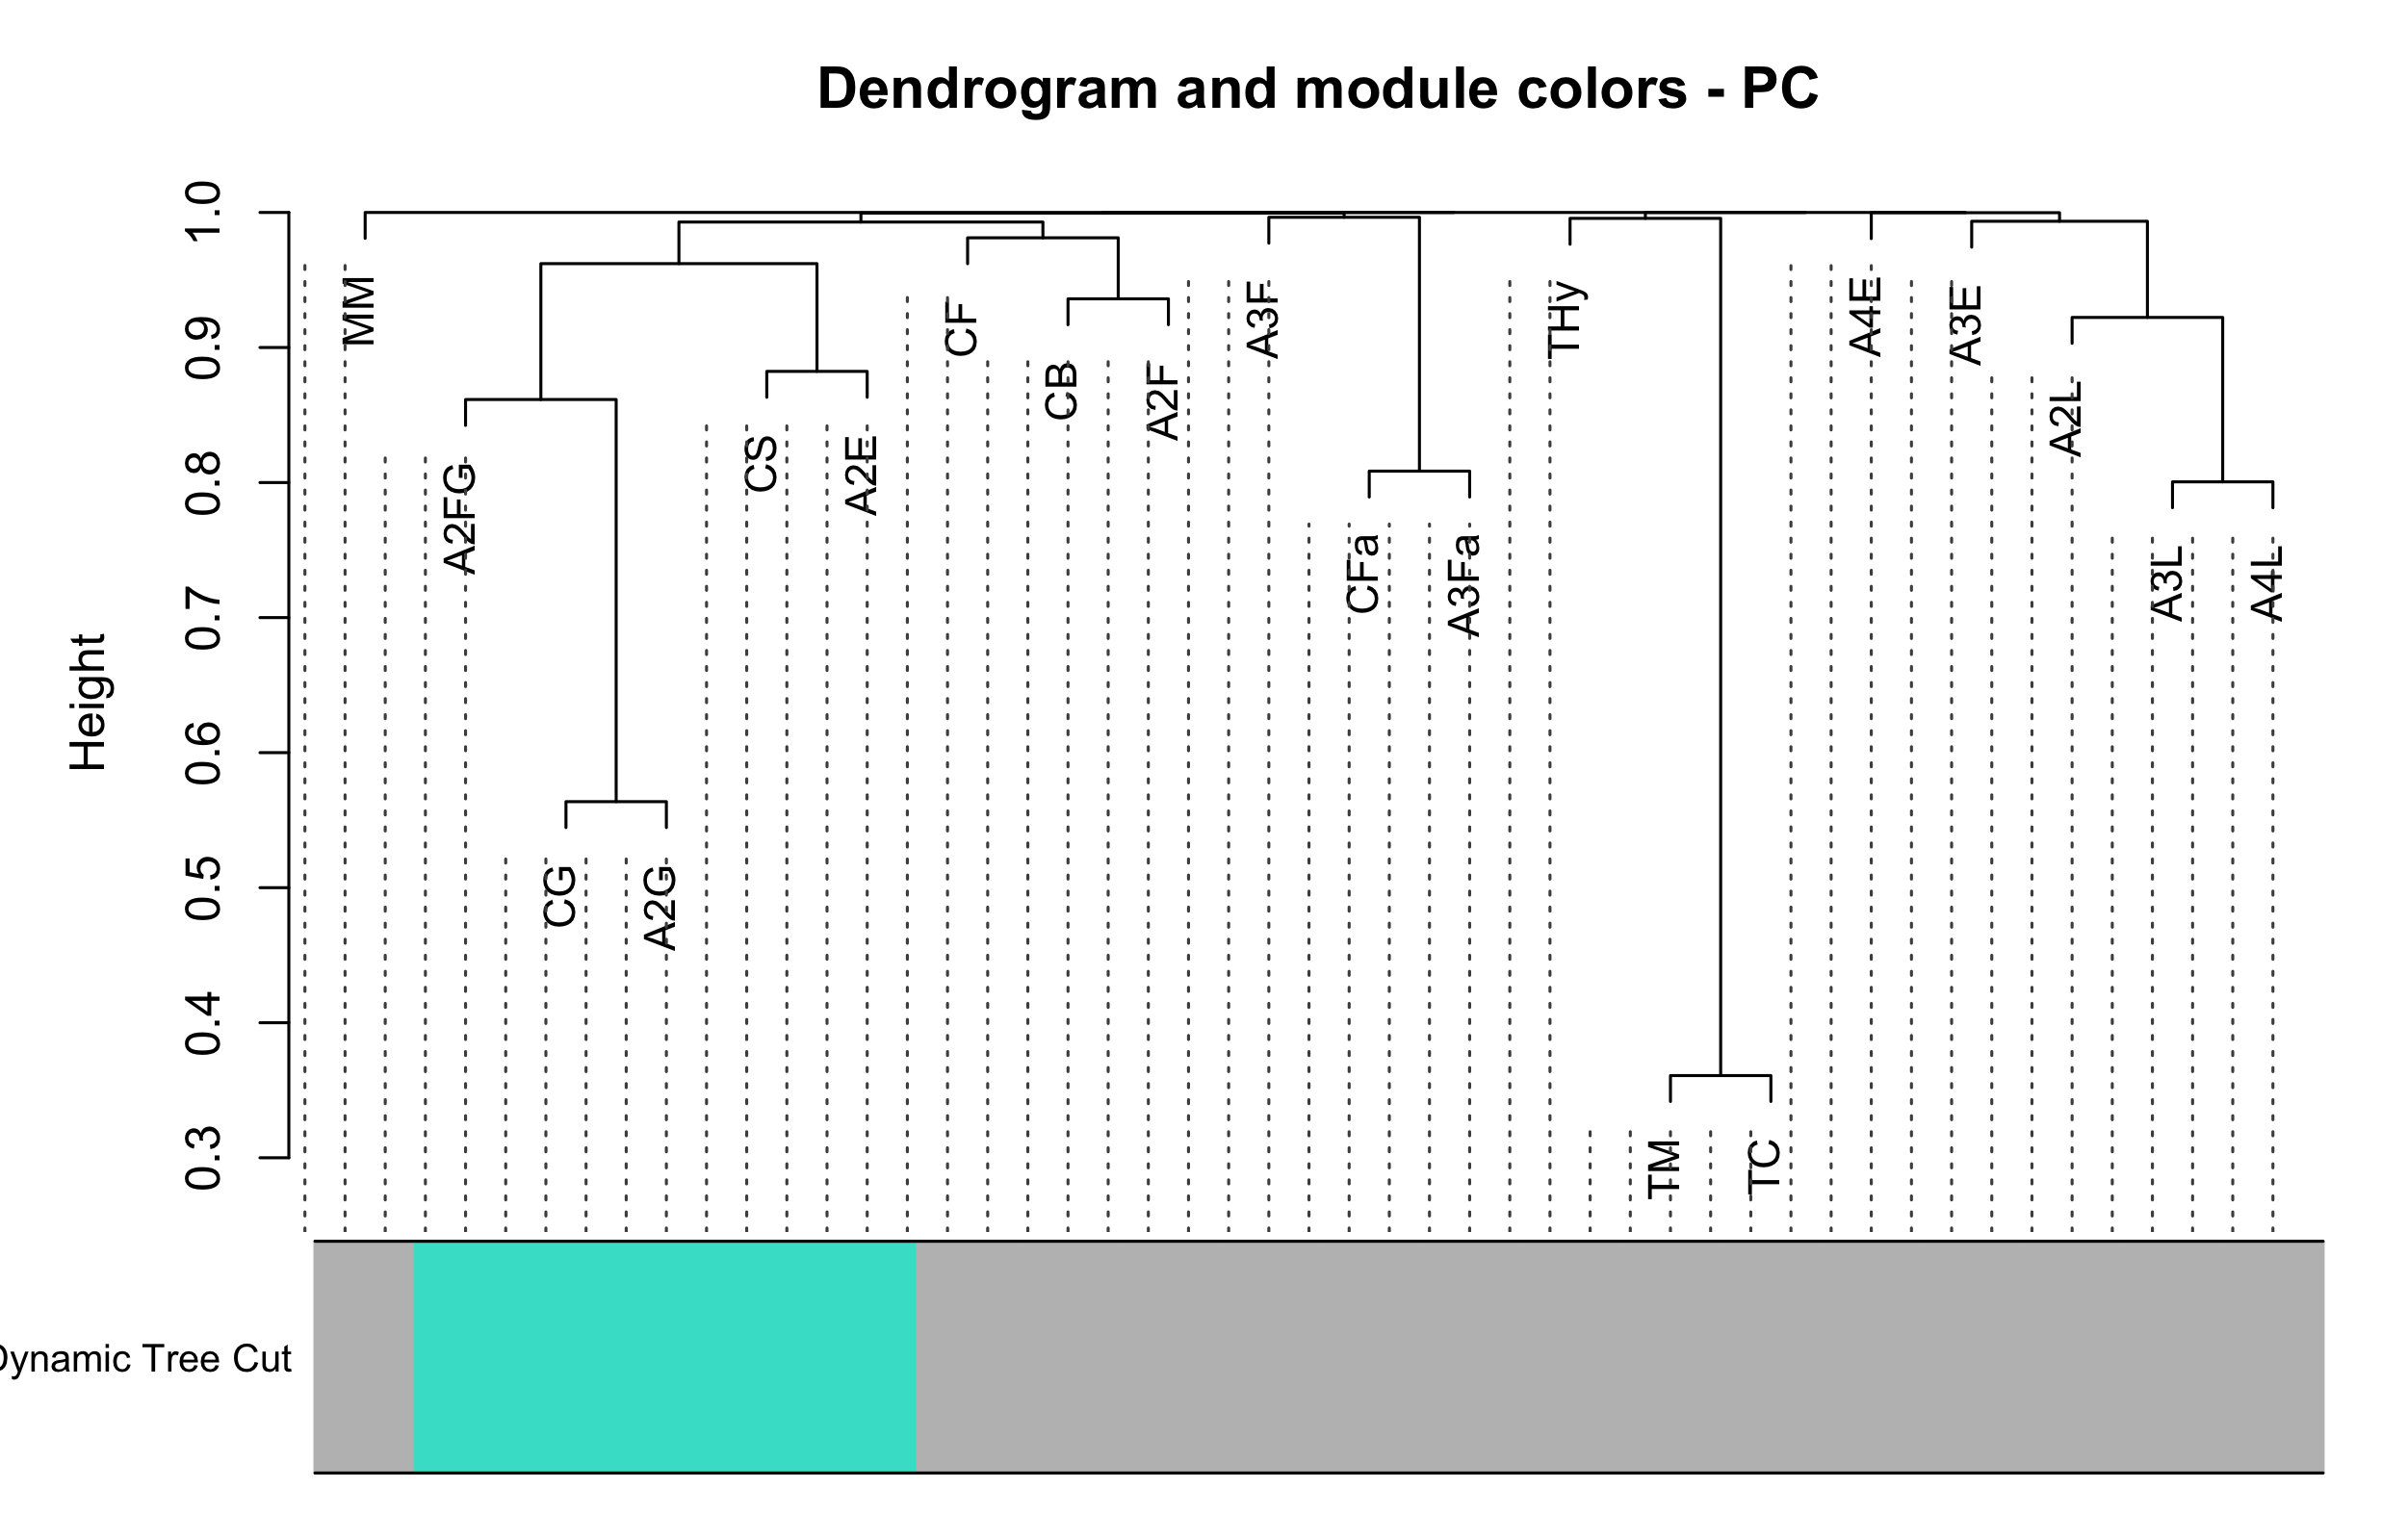 Dendrogram and module colors - PC
Height
1.0
0.9
0.8
0.7
0.6
0.5
0.4
0.3
MM
A2FG
CG
A2G
CS
A2E
CF
CB
A2F
A3F
CFa
A3Fa
THy
TM
TC
A4E
A3E
A2L
A3L
A4L
Dynamic Tree Cut